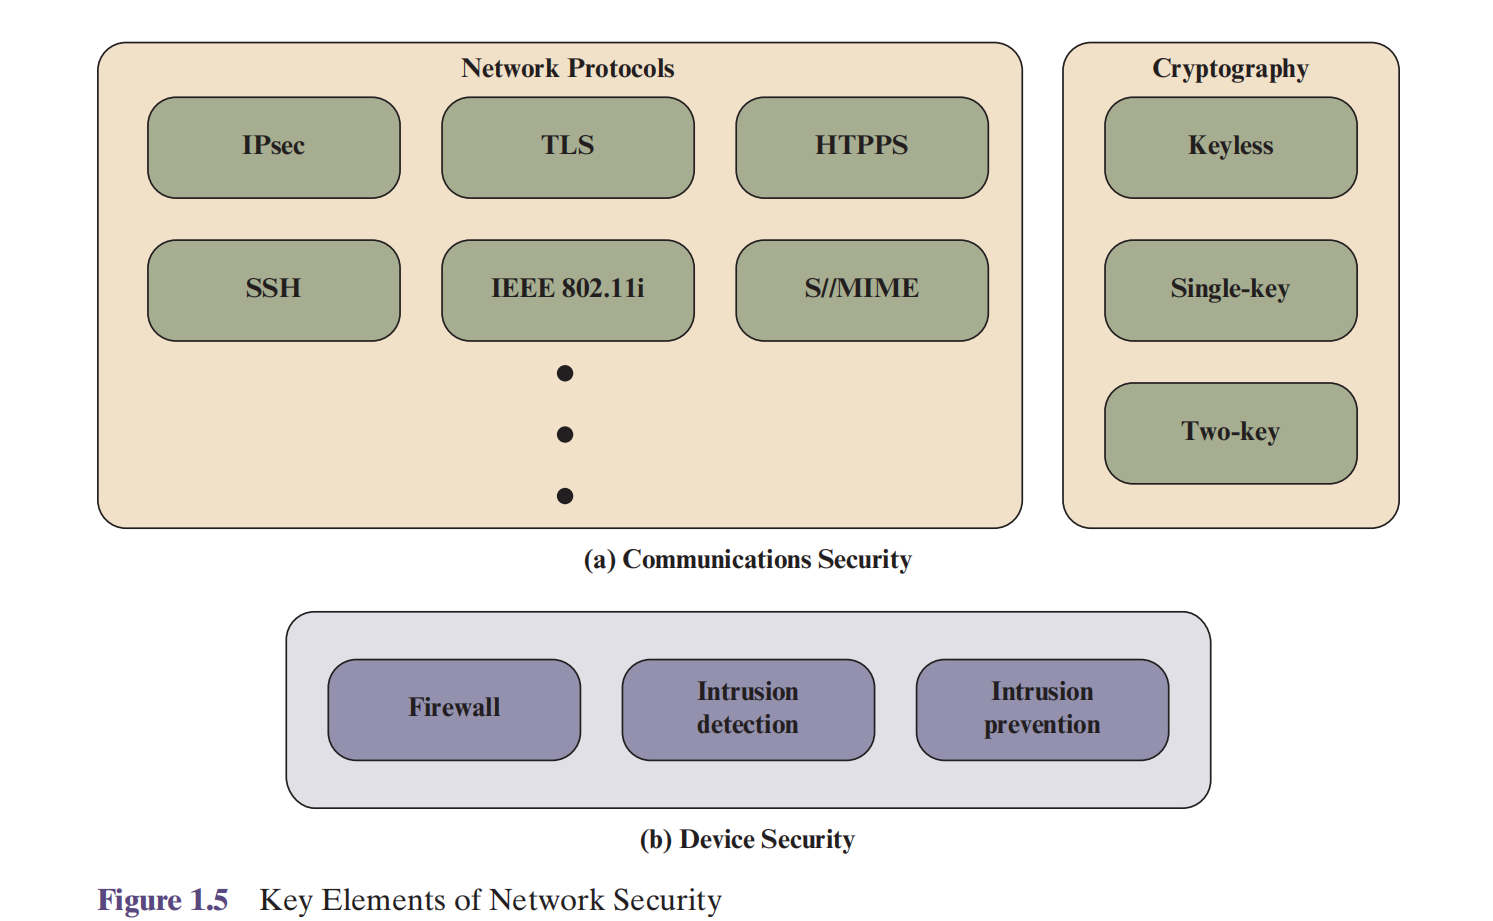 Network Protocols
IPsec
TLS
HTPPS
SSH
IEEE 802.11i
S//MIME
Cryptography
Keyless
Single-key
Two-key
(a) Communications Security
Firewall
Intrusion
detection
Intrusion
prevention
(b) Device Security
Figure 1.5 Key Elements of Network Security